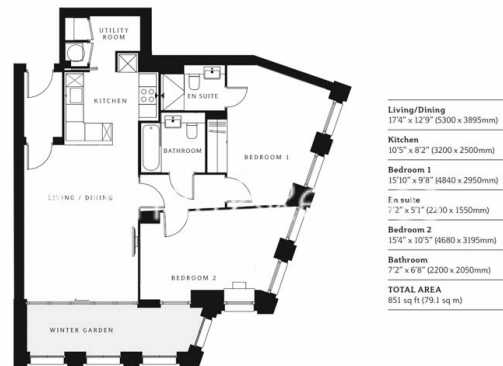 UTILITY
ROOM
KITCHEN
EN SUITE
BATHROOM
BEDROOM 1
LIVING / DINING
BEDROOM 2
WINTER GARDEN
Living/Dining
17'4" x 12'9" (5300 x 3895mm)
Kitchen
10'5" x 8'2" (3200 x 2500mm)
Bedroom 1
15'10" x 9'8" (4840 x 2950mm)
En suite
7'2" x 5'1" (2200 x 1550mm)
Bedroom 2
15'4" x 10'5" (4680 x 3195mm)
Bathroom
7'2" x 6'8" (2200 x 2050mm)
TOTAL AREA
851 sq ft (79.1 sq m)